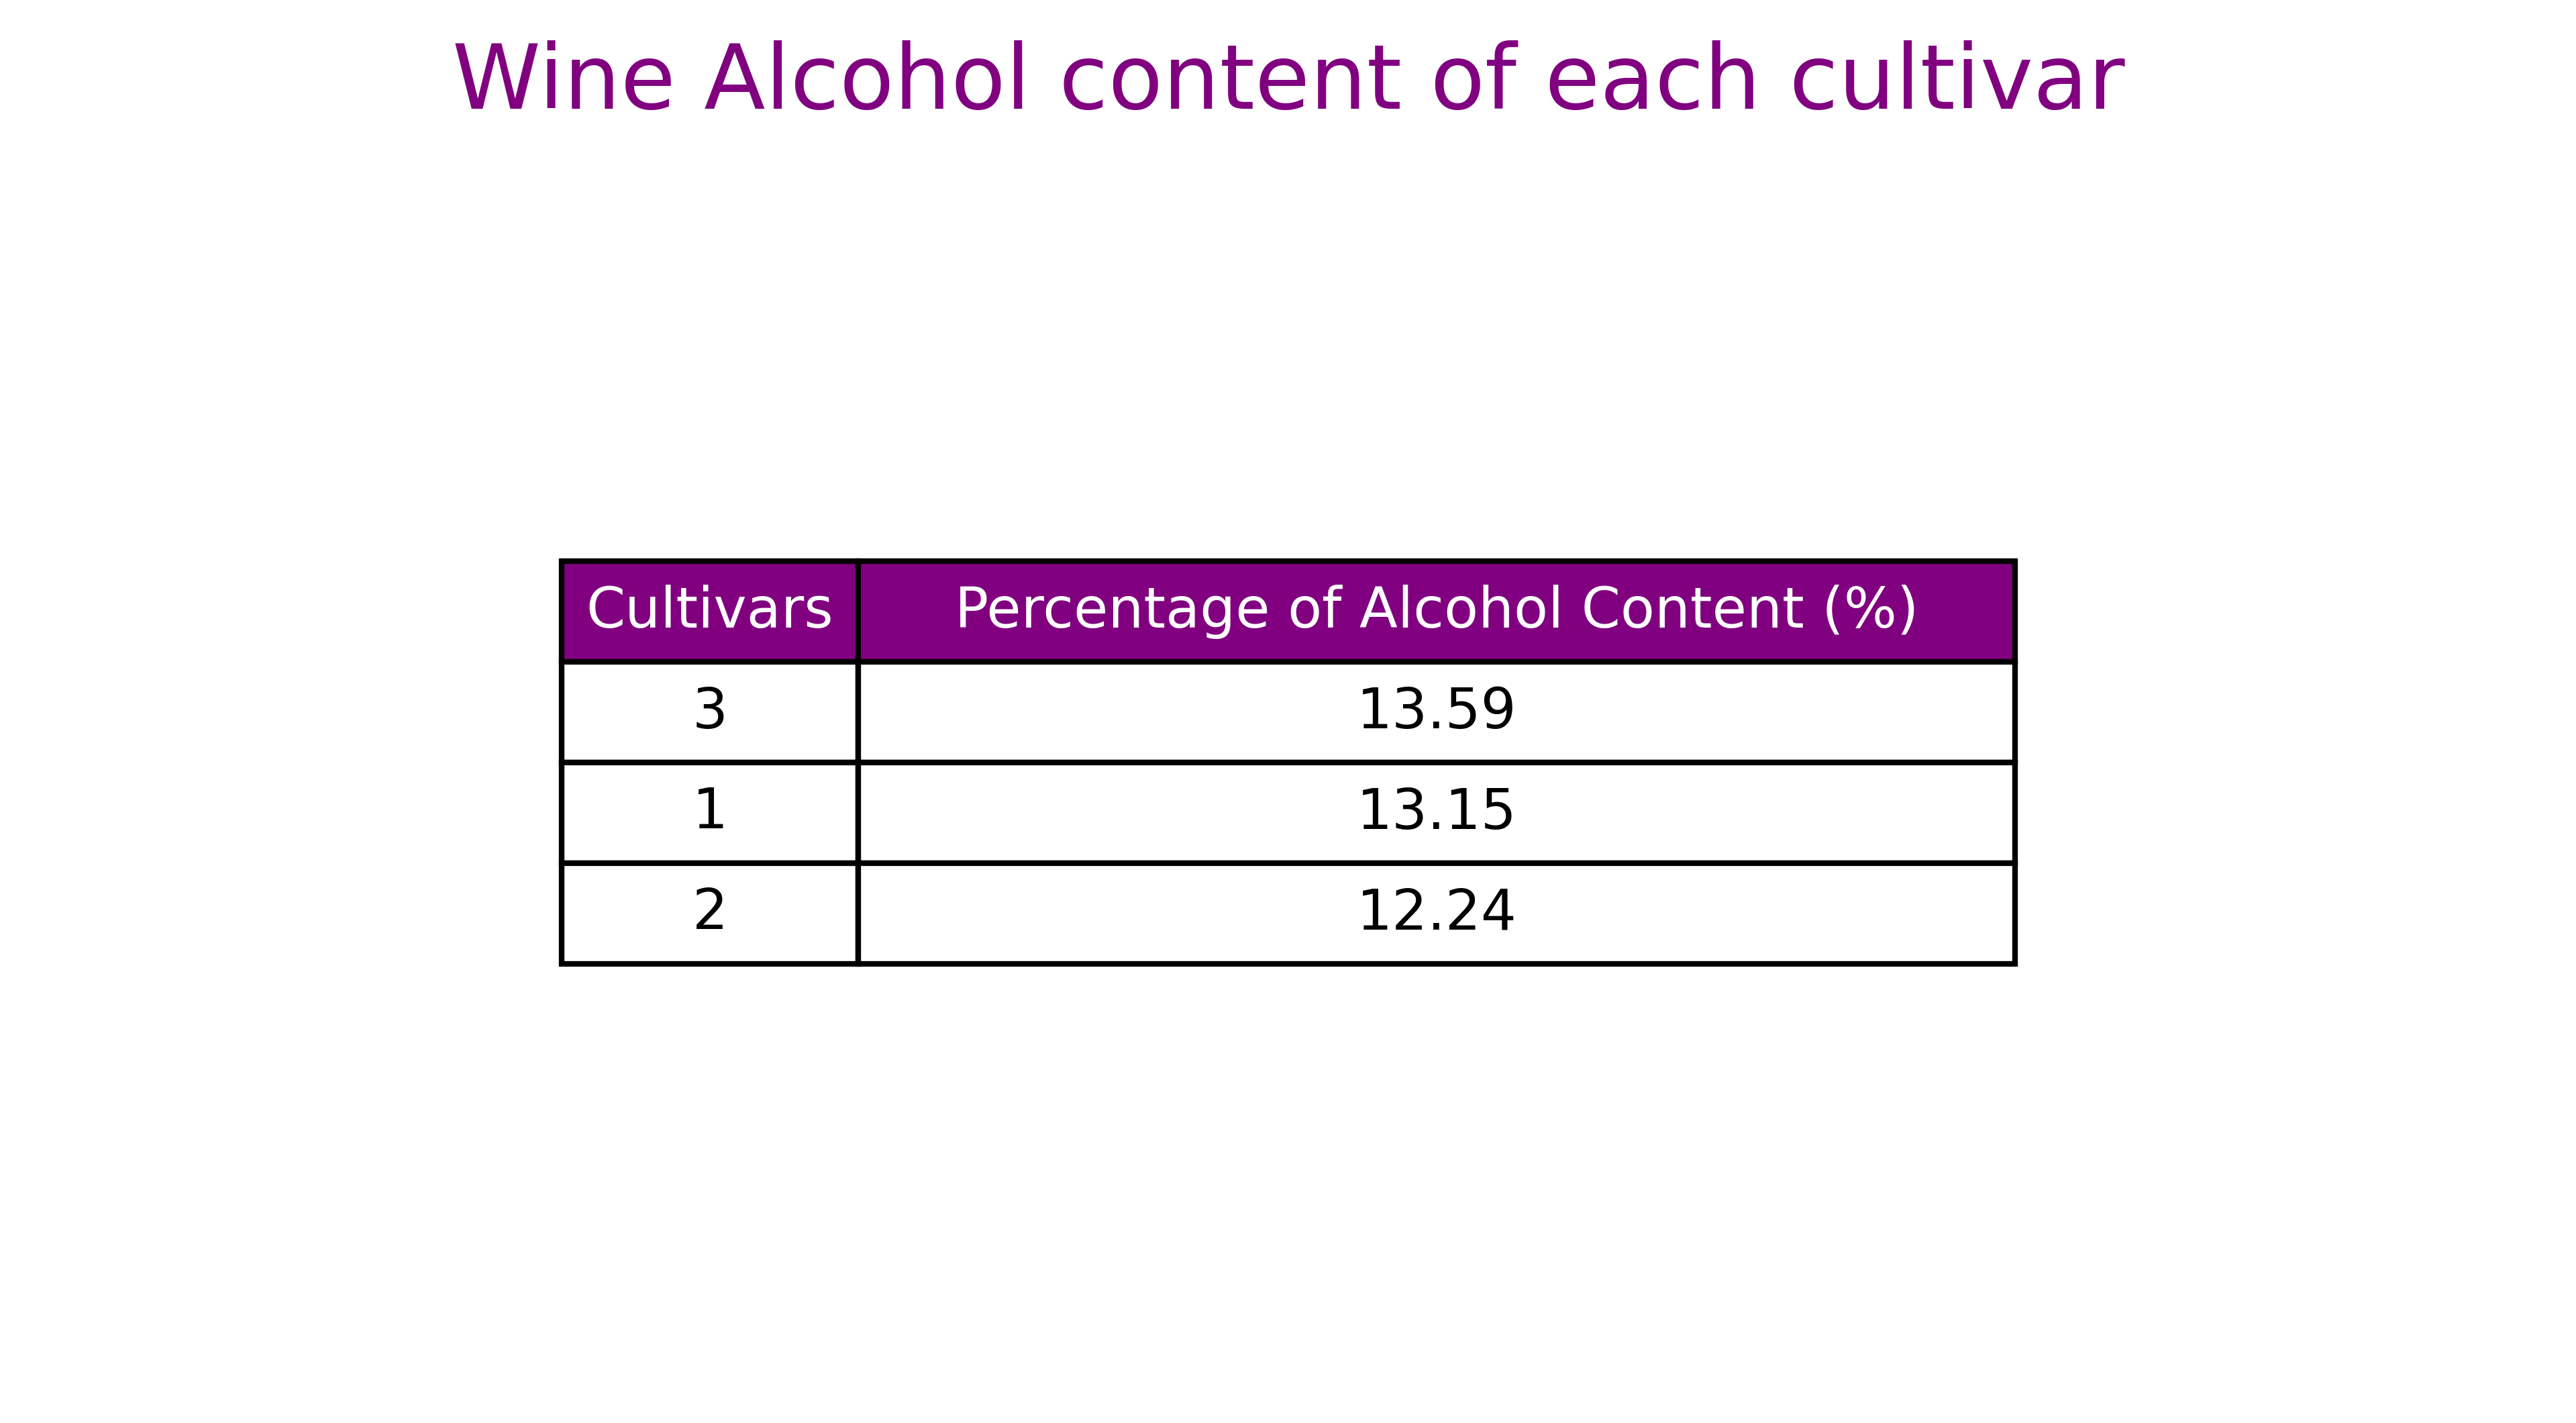 Wine Alcohol content of each cultivar
Cultivars Percentage of Alcohol Content (%)
3 13.59
1 13.15
2 12.24